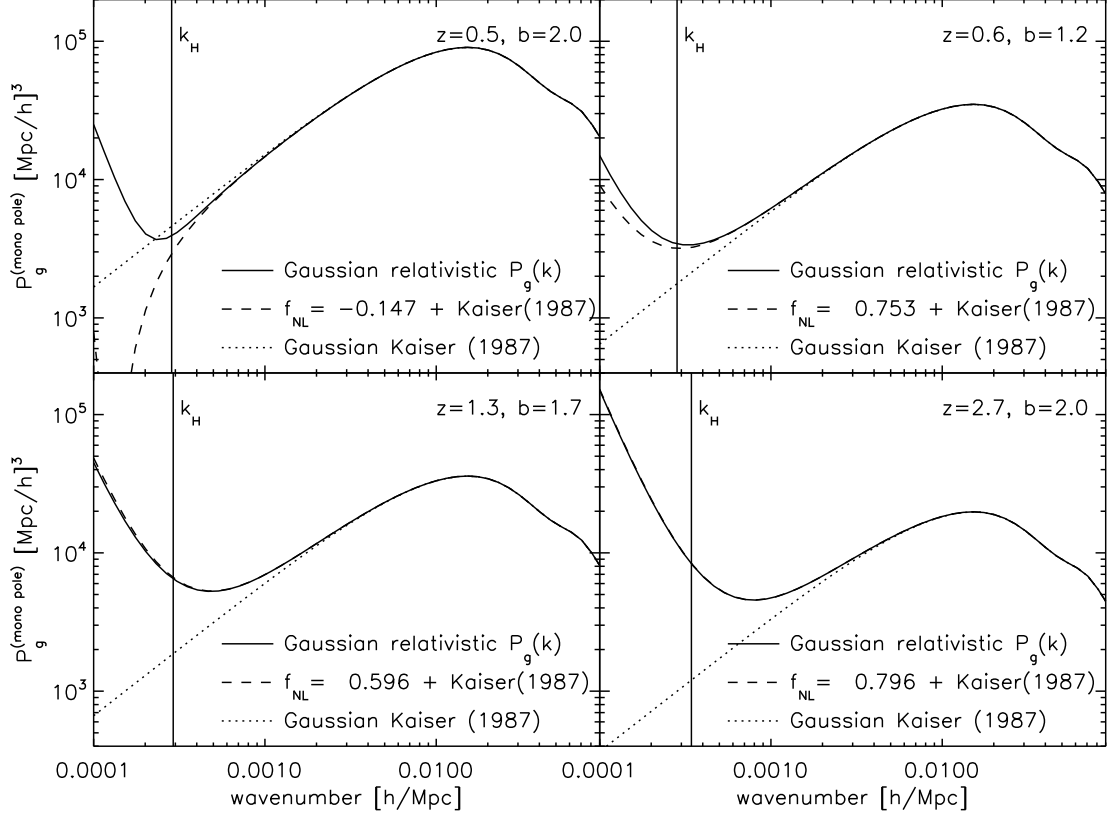 k_H
z=0.5, b=2.0
10^5
10^4
10^3
P_g^(mono pole) [Mpc/h]^3
Gaussian relativistic P_g(k)
f_NL= −0.147 + Kaiser(1987)
Gaussian Kaiser (1987)
k_H
z=0.6, b=1.2
Gaussian relativistic P_g(k)
f_NL= 0.753 + Kaiser(1987)
Gaussian Kaiser (1987)
k_H
z=1.3, b=1.7
10^5
10^4
10^3
P_g^(mono pole) [Mpc/h]^3
Gaussian relativistic P_g(k)
f_NL= 0.596 + Kaiser(1987)
Gaussian Kaiser (1987)
0.0001 0.0010 0.0100
wavenumber [h/Mpc]
k_H
z=2.7, b=2.0
Gaussian relativistic P_g(k)
f_NL= 0.796 + Kaiser(1987)
Gaussian Kaiser (1987)
0.0001 0.0010 0.0100
wavenumber [h/Mpc]